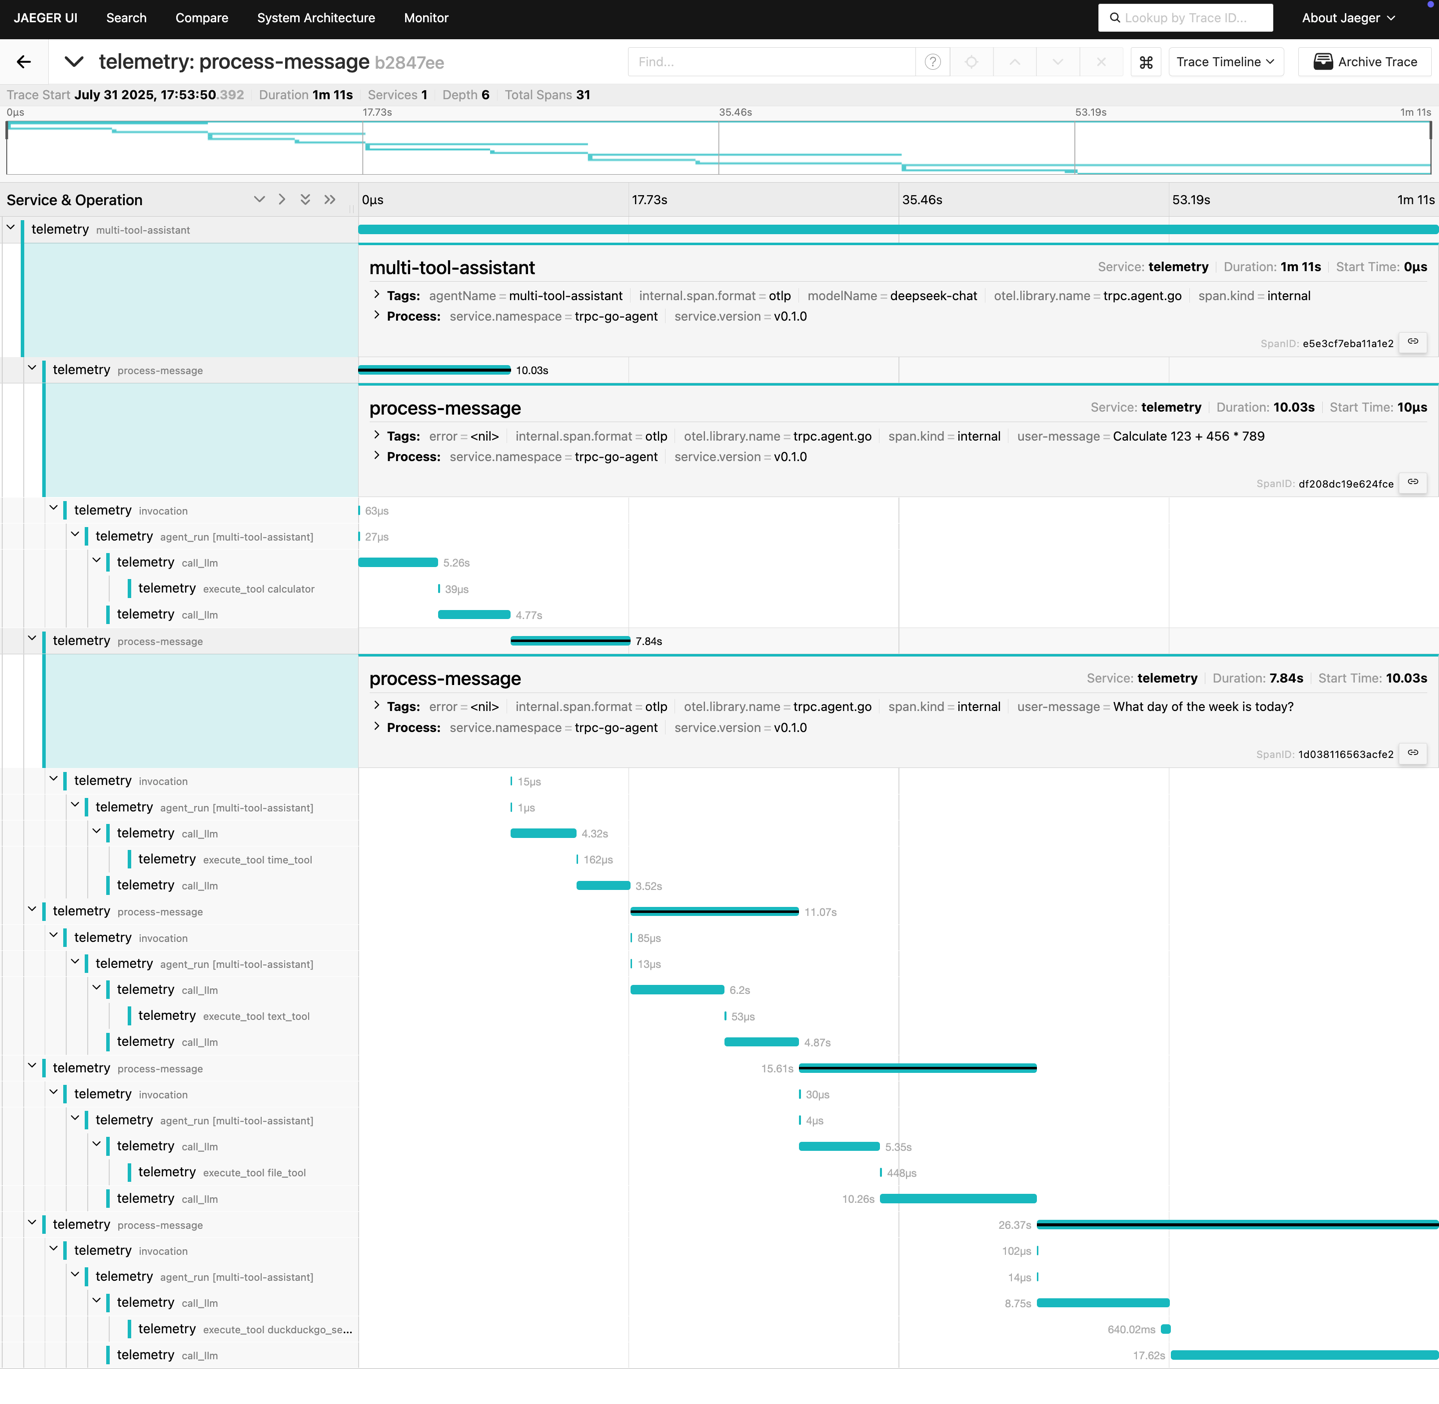 JAEGER UI Search Compare System Architecture Monitor Lookup by Trace ID... About Jaeger
telemetry: process-message b2847ee Find... ? ⌘ Trace Timeline Archive Trace
Trace Start July 31 2025, 17:53:50.392 Duration 1m 11s Services 1 Depth 6 Total Spans 31
0μs 17.73s 35.46s 53.19s 1m 11s
Service & Operation 0μs 17.73s 35.46s 53.19s 1m 11s
telemetry multi-tool-assistant
multi-tool-assistant Service: telemetry Duration: 1m 11s Start Time: 0μs
Tags: agentName = multi-tool-assistant internal.span.format = otlp modelName = deepseek-chat otel.library.name = trpc.agent.go span.kind = internal
Process: service.namespace = trpc-go-agent service.version = v0.1.0
SpanID: e5e3cf7eba11a1e2
telemetry process-message 10.03s
process-message Service: telemetry Duration: 10.03s Start Time: 10μs
Tags: error = <nil> internal.span.format = otlp otel.library.name = trpc.agent.go span.kind = internal user-message = Calculate 123 + 456 * 789
Process: service.namespace = trpc-go-agent service.version = v0.1.0
SpanID: df208dc19e624fce
telemetry invocation 63μs
telemetry agent_run [multi-tool-assistant] 27μs
telemetry call_llm 5.26s
telemetry execute_tool calculator 39μs
telemetry call_llm 4.77s
telemetry process-message 7.84s
process-message Service: telemetry Duration: 7.84s Start Time: 10.03s
Tags: error = <nil> internal.span.format = otlp otel.library.name = trpc.agent.go span.kind = internal user-message = What day of the week is today?
Process: service.namespace = trpc-go-agent service.version = v0.1.0
SpanID: 1d038116563acfe2
telemetry invocation 15μs
telemetry agent_run [multi-tool-assistant] 1μs
telemetry call_llm 4.32s
telemetry execute_tool time_tool 162μs
telemetry call_llm 3.52s
telemetry process-message 11.07s
telemetry invocation 85μs
telemetry agent_run [multi-tool-assistant] 13μs
telemetry call_llm 6.2s
telemetry execute_tool text_tool 53μs
telemetry call_llm 4.87s
telemetry process-message 15.61s
telemetry invocation 30μs
telemetry agent_run [multi-tool-assistant] 4μs
telemetry call_llm 5.35s
telemetry execute_tool file_tool 448μs
telemetry call_llm 10.26s
telemetry process-message 26.37s
telemetry invocation 102μs
telemetry agent_run [multi-tool-assistant] 14μs
telemetry call_llm 8.75s
telemetry execute_tool duckduckgo_se... 640.02ms
telemetry call_llm 17.62s